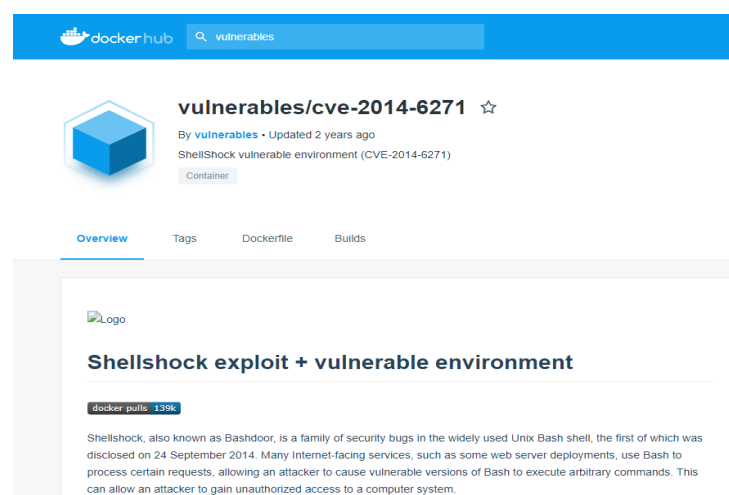 dockerhub vulnerables
vulnerables/cve-2014-6271
By vulnerables • Updated 2 years ago
ShellShock vulnerable environment (CVE-2014-6271)
Container
Overview Tags Dockerfile Builds
Logo
Shellshock exploit + vulnerable environment
docker pulls 139k
Shellshock, also known as Bashdoor, is a family of security bugs in the widely used Unix Bash shell, the first of which was
disclosed on 24 September 2014. Many Internet-facing services, such as some web server deployments, use Bash to
process certain requests, allowing an attacker to cause vulnerable versions of Bash to execute arbitrary commands. This
can allow an attacker to gain unauthorized access to a computer system.